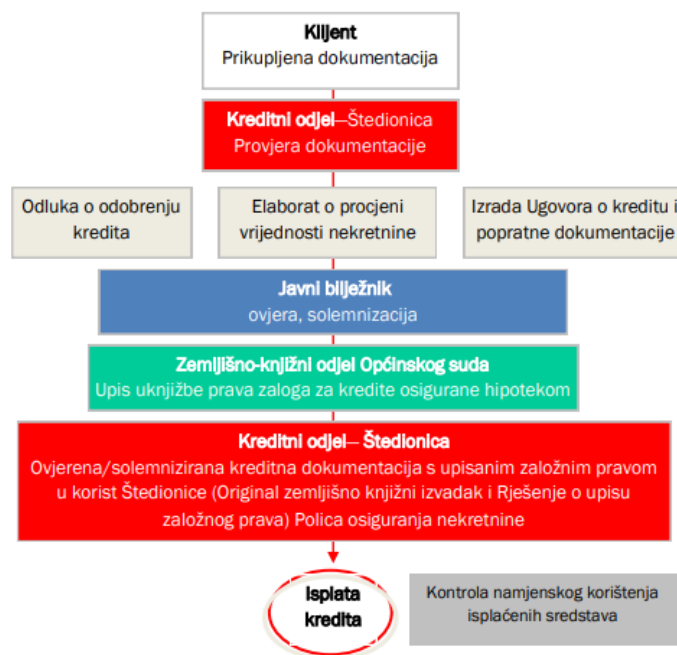 Klijent
Prikupljena dokumentacija
Kreditni odjel—Štedionica
Provjera dokumentacije
Odluka o odobrenju
kredita
Elaborat o procjeni
vrijednosti nekretnine
Izrada Ugovora o kreditu i
popratne dokumentacije
Javni bilježnik
ovjera, solemnizacija
Zemljišno-knjižni odjel Općinskog suda
Upis uknjižbe prava zaloga za kredite osigurane hipotekom
Kreditni odjel— Štedionica
Ovjerena/solemnizirana kreditna dokumentacija s upisanim založnim pravom
u korist Štedionice (Original zemljišno knjižni izvadak i Rješenje o upisu
založnog prava) Polica osiguranja nekretnine
Isplata
kredita
Kontrola namjenskog korištenja
isplaćenih sredstava